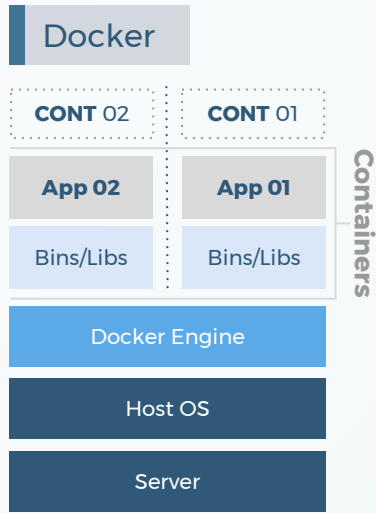 Docker
CONT 02
CONT 01
App 02
App 01
Bins/Libs
Bins/Libs
Containers
Docker Engine
Host OS
Server